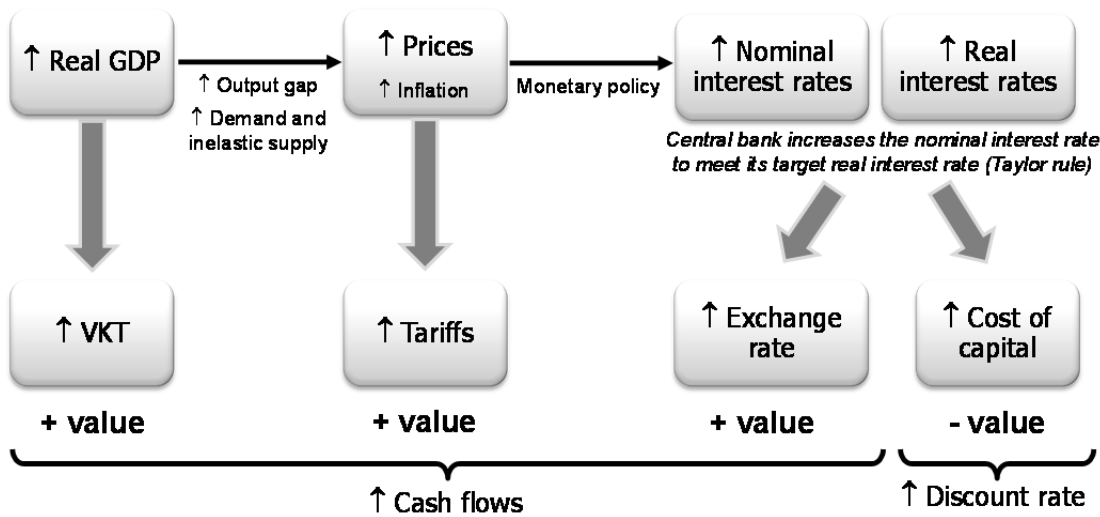 ↑ Real GDP
↑ Output gap
↑ Demand and
inelastic supply
↑ Prices
↑ Inflation
Monetary policy
↑ Nominal
interest rates
↑ Real
interest rates
Central bank increases the nominal interest rate
to meet its target real interest rate (Taylor rule)
↑ VKT
↑ Tariffs
↑ Exchange
rate
↑ Cost of
capital
+ value
+ value
+ value
- value
↑ Cash flows
↑ Discount rate